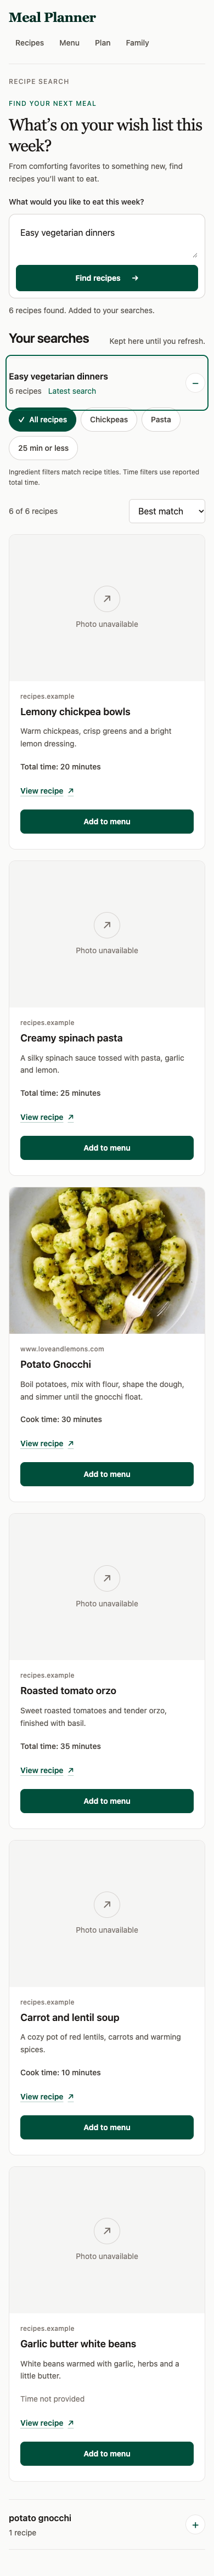 Meal Planner
Recipes Menu Plan Family
RECIPE SEARCH
FIND YOUR NEXT MEAL
What's on your wish list this
week?
From comforting favorites to something new, find
recipes you'll want to eat.
What would you like to eat this week?
Easy vegetarian dinners
Find recipes →
6 recipes found. Added to your searches.
Your searches
Kept here until you refresh.
Easy vegetarian dinners
6 recipes Latest search
All recipes Chickpeas Pasta
25 min or less
Ingredient filters match recipe titles. Time filters use reported
total time.
6 of 6 recipes
Best match
Photo unavailable
recipes.example
Lemony chickpea bowls
Warm chickpeas, crisp greens and a bright
lemon dressing.
Total time: 20 minutes
View recipe ↗
Add to menu
Photo unavailable
recipes.example
Creamy spinach pasta
A silky spinach sauce tossed with pasta, garlic
and lemon.
Total time: 25 minutes
View recipe ↗
Add to menu
www.loveandlemons.com
Potato Gnocchi
Boil potatoes, mix with flour, shape the dough,
and simmer until the gnocchi float.
Cook time: 30 minutes
View recipe ↗
Add to menu
Photo unavailable
recipes.example
Roasted tomato orzo
Sweet roasted tomatoes and tender orzo,
finished with basil.
Total time: 35 minutes
View recipe ↗
Add to menu
Photo unavailable
recipes.example
Carrot and lentil soup
A cozy pot of red lentils, carrots and warming
spices.
Cook time: 10 minutes
View recipe ↗
Add to menu
Photo unavailable
recipes.example
Garlic butter white beans
White beans warmed with garlic, herbs and a
little butter.
Time not provided
View recipe ↗
Add to menu
potato gnocchi
1 recipe